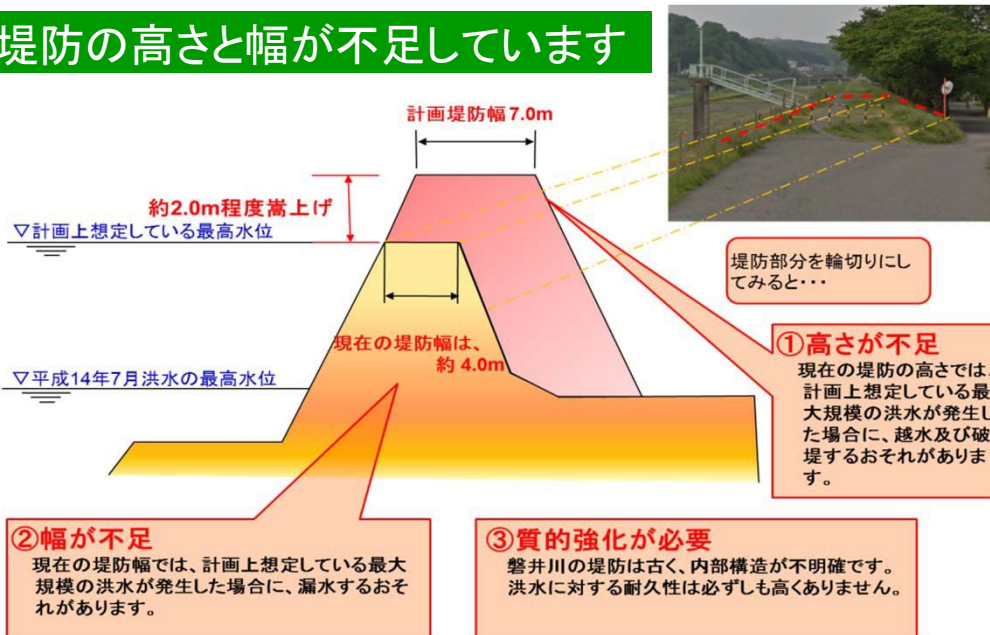 堤防の高さと幅が不足しています
計画堤防幅7.0m
約2.0m程度嵩上げ
▽計画上想定している最高水位
堤防部分を輪切りにし
てみると・・・
現在の堤防幅は、
約 4.0m
▽平成14年7月洪水の最高水位
①高さが不足
現在の堤防の高さでは、
計画上想定している最
大規模の洪水が発生し
た場合に、越水及び破
堤するおそれがありま
す。
②幅が不足
現在の堤防幅では、計画上想定している最大
規模の洪水が発生した場合に、漏水するおそ
れがあります。
③質的強化が必要
磐井川の堤防は古く、内部構造が不明確です。
洪水に対する耐久性は必ずしも高くありません。